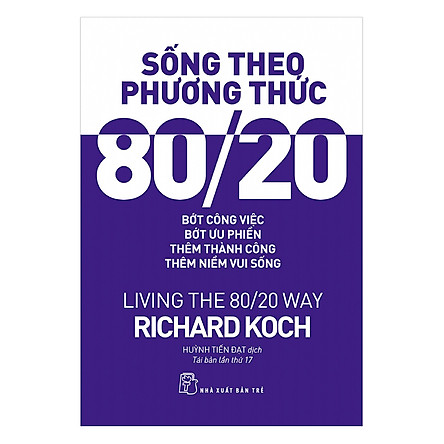 SỐNG THEO
PHƯƠNG THỨC
80/20
BỚT CÔNG VIỆC
BỚT ƯU PHIỀN
THÊM THÀNH CÔNG
THÊM NIỀM VUI SỐNG
LIVING THE 80/20 WAY
RICHARD KOCH
HUỲNH TIẾN ĐẠT dịch
Tái bản lần thứ 17
NHÀ XUẤT BẢN TRẺ